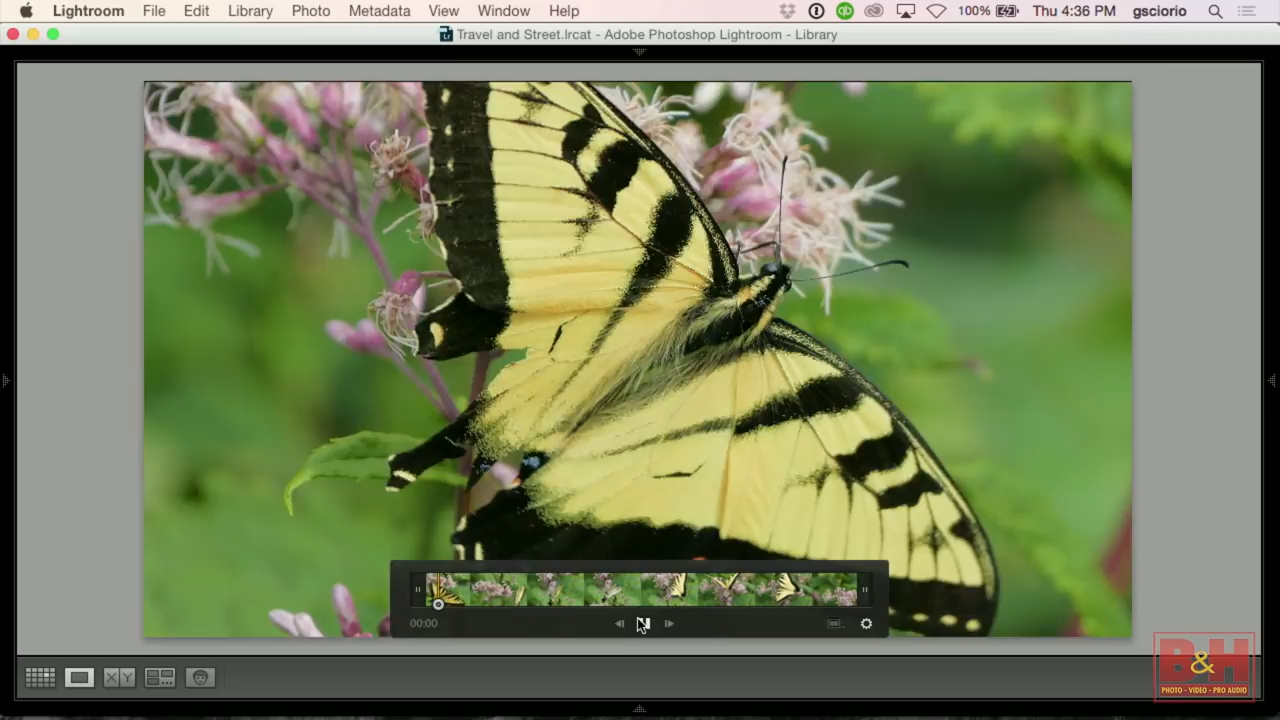 Lightroom File Edit Library Photo Metadata View Window Help 100% Thu 4:36 PM gsciorio
Lr Travel and Street.lrcat - Adobe Photoshop Lightroom - Library
00:00
X Y
B&H
PHOTO - VIDEO - PRO AUDIO